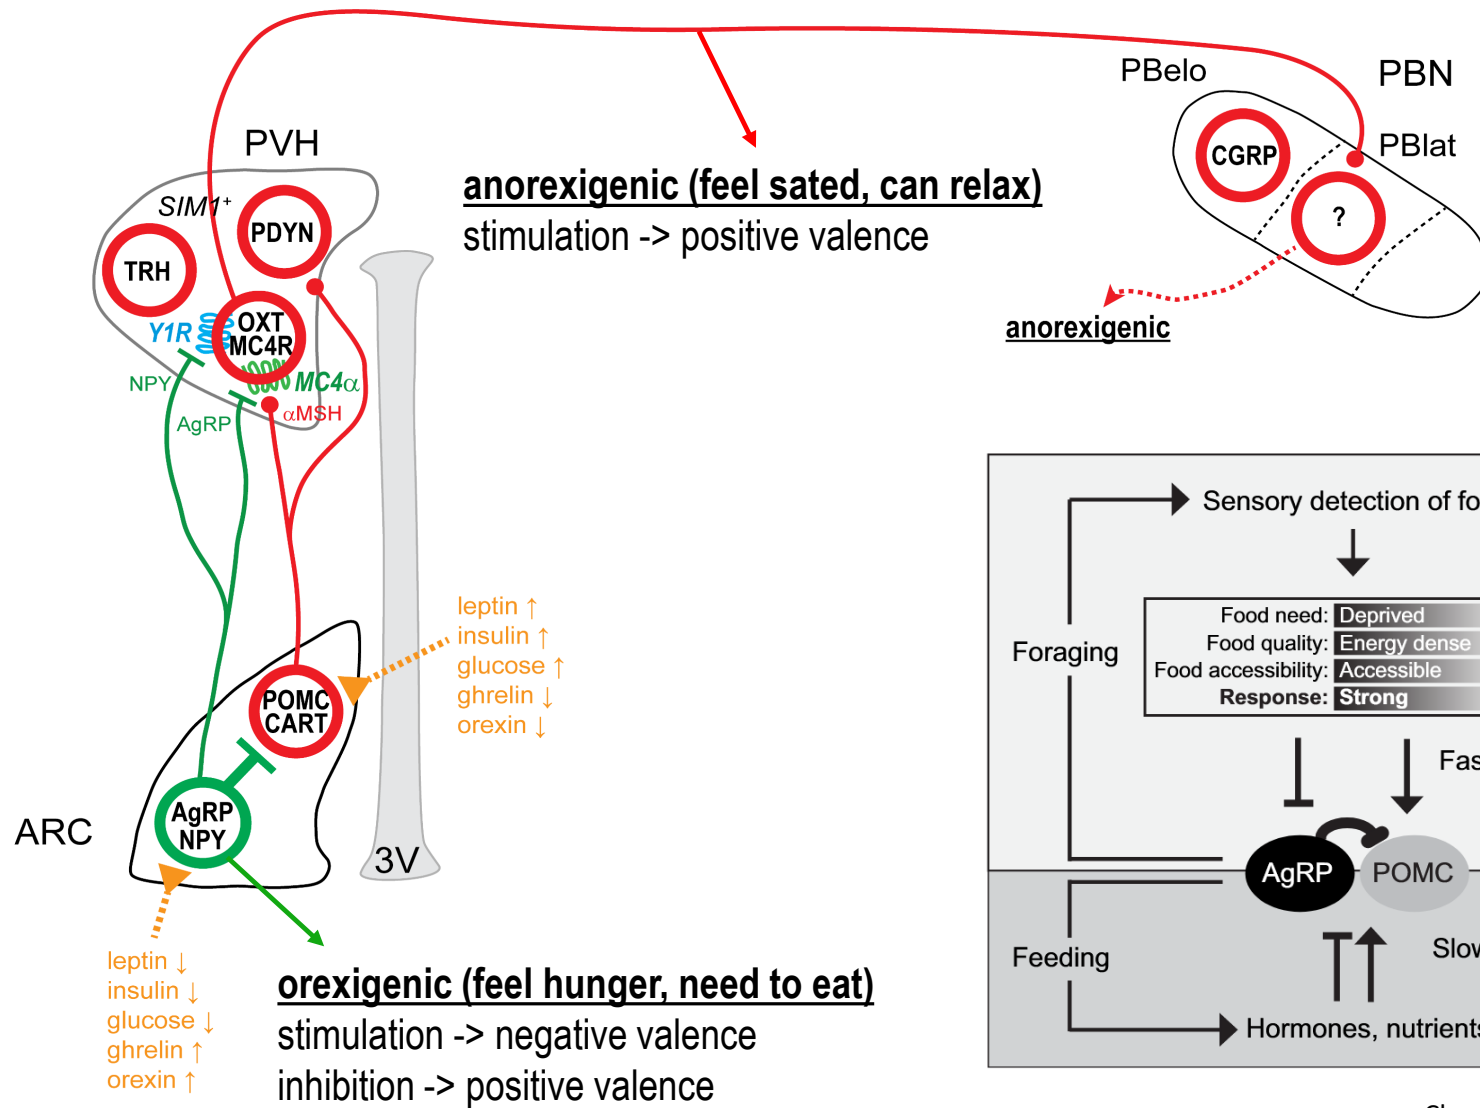 PBelo
PBN
PBlat
CGRP
?
anorexigenic
PVH
SIM1+
PDYN
TRH
Y1R
OXT
MC4R
MC4α
NPY
AgRP
αMSH
anorexigenic (feel sated, can relax)
stimulation -> positive valence
leptin ↑
insulin ↑
glucose ↑
ghrelin ↓
orexin ↓
POMC
CART
AgRP
NPY
ARC
3V
leptin ↓
insulin ↓
glucose ↓
ghrelin ↑
orexin ↑
orexigenic (feel hunger, need to eat)
stimulation -> negative valence
inhibition -> positive valence
Sensory detection of fo
Foraging
Food need: Deprived
Food quality: Energy dense
Food accessibility: Accessible
Response: Strong
Fas
AgRP
POMC
Feeding
Slow
Hormones, nutrients